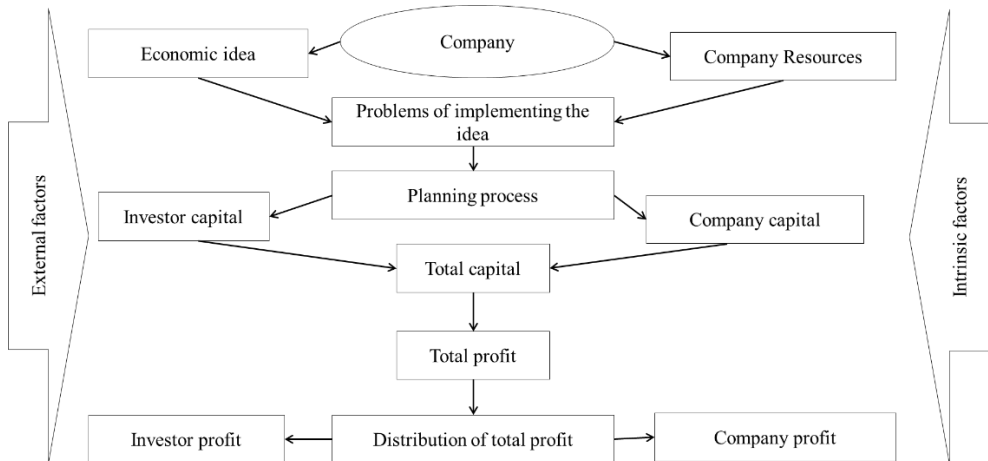 Company
Economic idea
Company Resources
Problems of implementing the
idea
Planning process
Investor capital
Company capital
External factors
Intrinsic factors
Total capital
Total profit
Investor profit
Distribution of total profit
Company profit